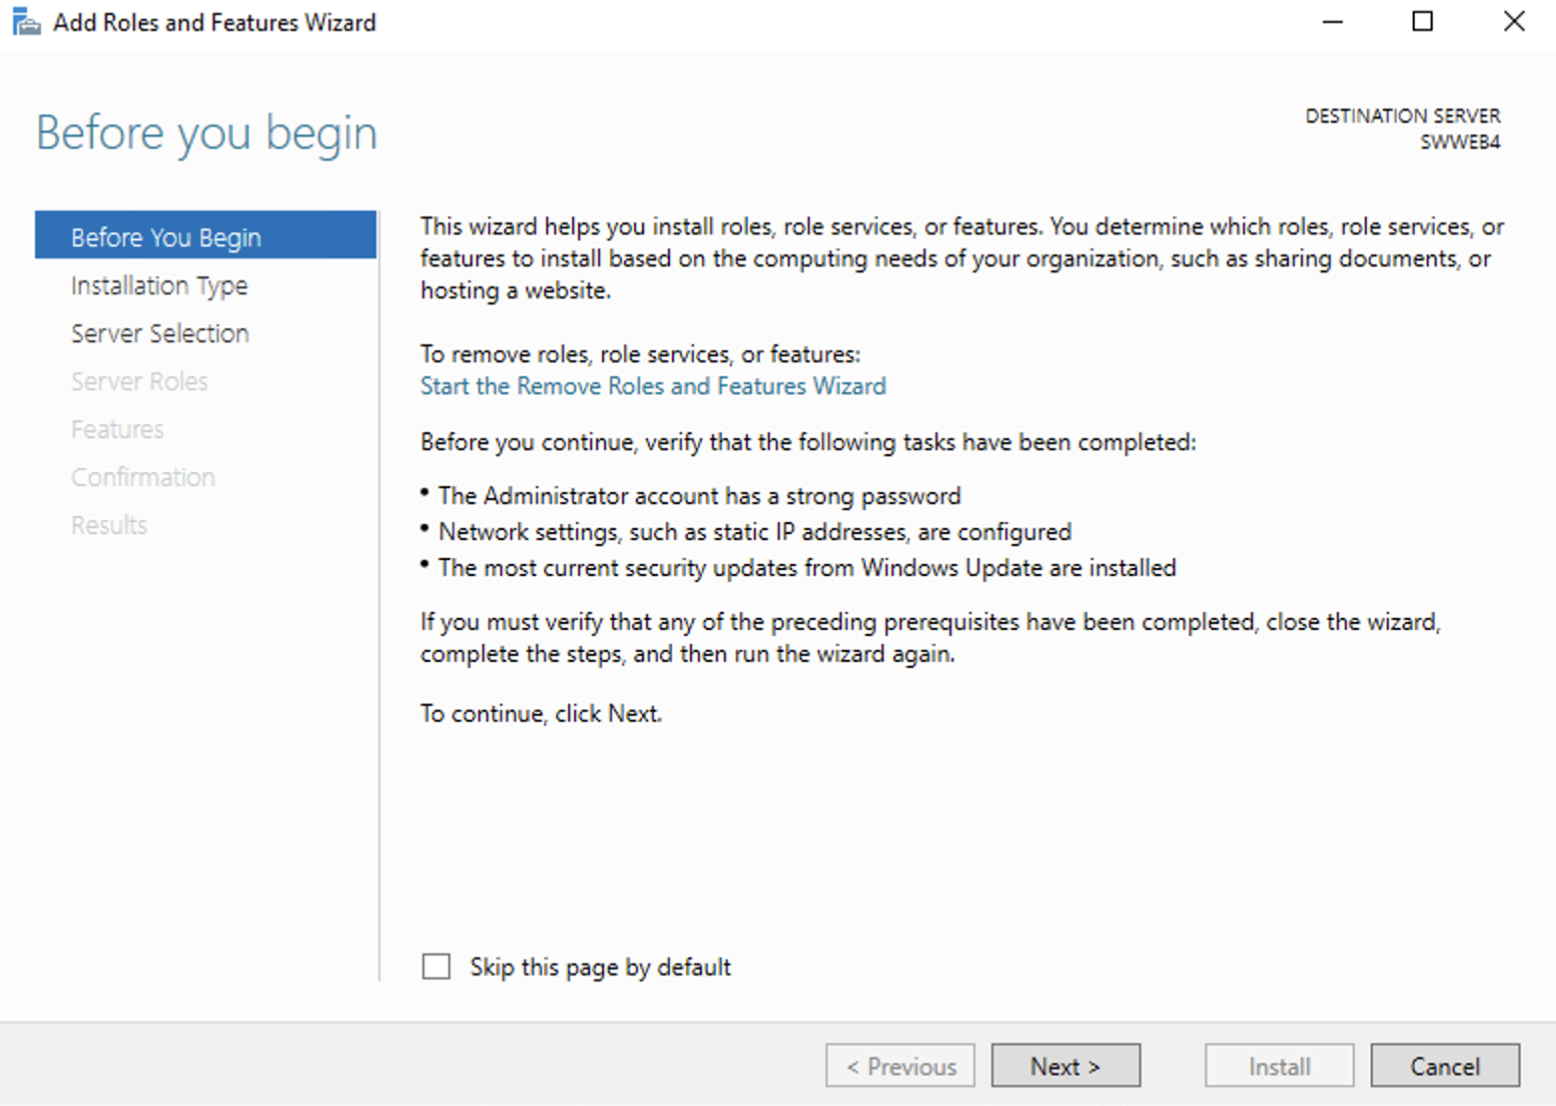 Add Roles and Features Wizard
Before you begin
DESTINATION SERVER
SWWEB4
Before You Begin
Installation Type
Server Selection
Server Roles
Features
Confirmation
Results
This wizard helps you install roles, role services, or features. You determine which roles, role services, or
features to install based on the computing needs of your organization, such as sharing documents, or
hosting a website.
To remove roles, role services, or features:
Start the Remove Roles and Features Wizard
Before you continue, verify that the following tasks have been completed:
• The Administrator account has a strong password
• Network settings, such as static IP addresses, are configured
• The most current security updates from Windows Update are installed
If you must verify that any of the preceding prerequisites have been completed, close the wizard,
complete the steps, and then run the wizard again.
To continue, click Next.
Skip this page by default
< Previous
Next >
Install
Cancel